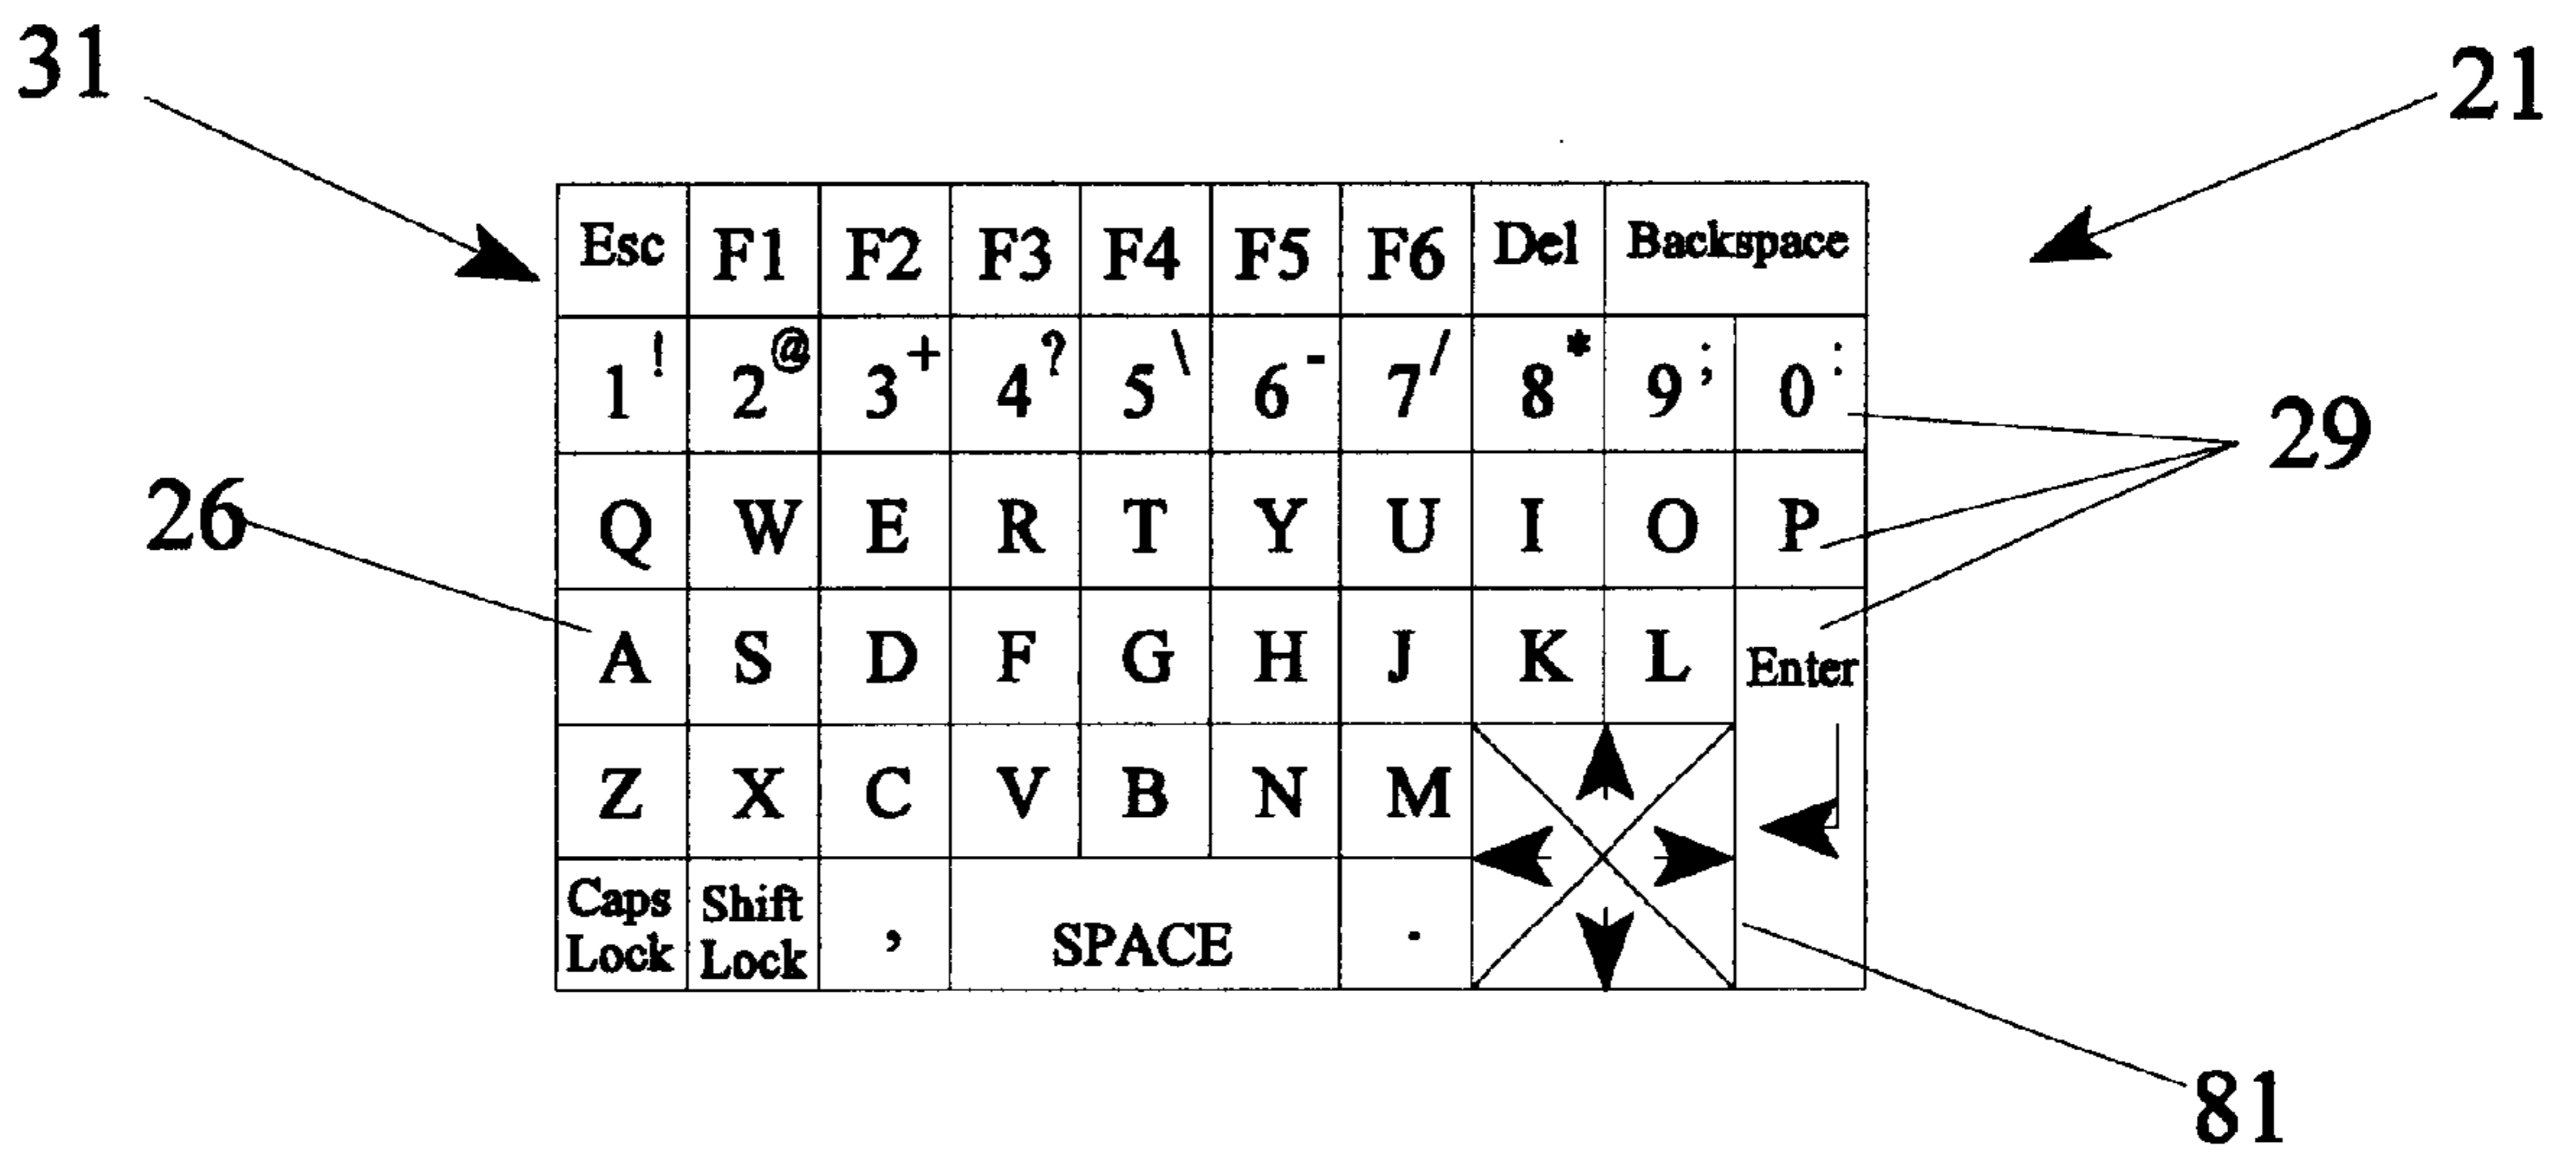 31
21
Esc F1 F2 F3 F4 F5 F6 Del Backspace
1 ! 2 @ 3 + 4 ? 5 \ 6 - 7 / 8 * 9 ; 0 :
29
26
Q W E R T Y U I O P
A S D F G H J K L Enter
Z X C V B N M
Caps Lock Shift Lock , SPACE .
81